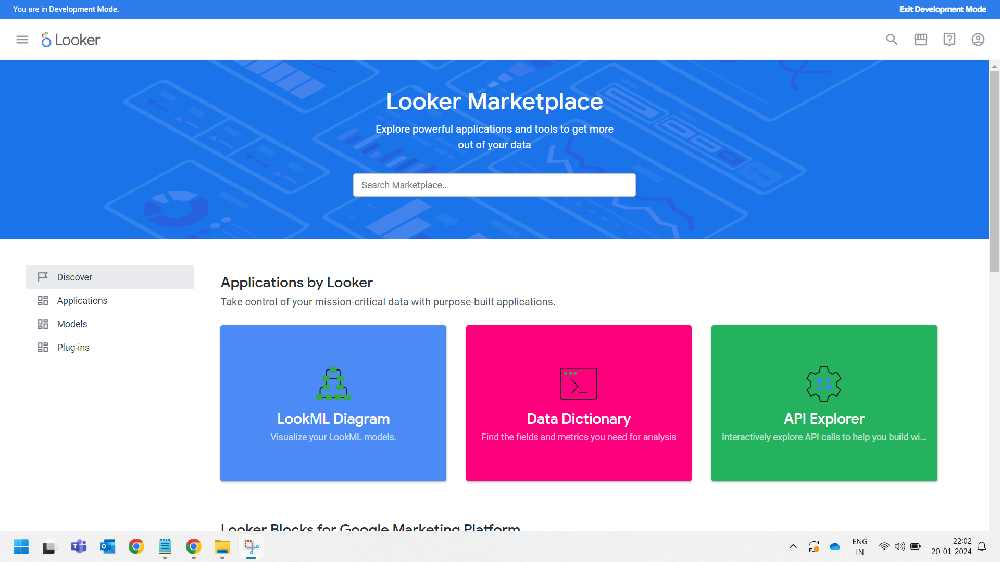 You are in Development Mode.
Exit Development Mode
Looker
Looker Marketplace
Explore powerful applications and tools to get more
out of your data
Search Marketplace...
Discover
Applications
Models
Plug-ins
Applications by Looker
Take control of your mission-critical data with purpose-built applications.
LookML Diagram
Visualize your LookML models.
Data Dictionary
Find the fields and metrics you need for analysis
API Explorer
Interactively explore API calls to help you build wi...
Looker Blocks for Google Marketing Platform
ENG
IN
22:02
20-01-2024